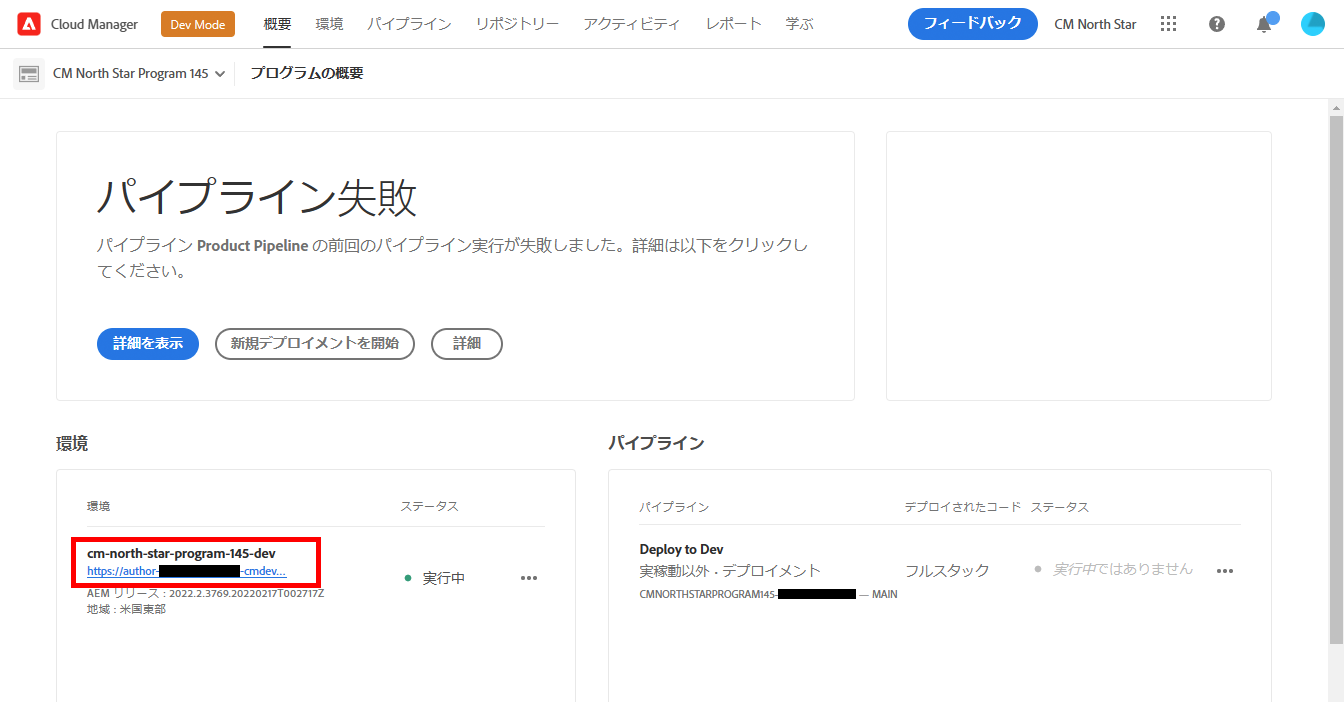 Cloud Manager Dev Mode 概要 環境 パイプライン リポジトリー アクティビティ レポート 学ぶ フィードバック CM North Star
CM North Star Program 145 プログラムの概要
パイプライン失敗
パイプライン Product Pipeline の前回のパイプライン実行が失敗しました。詳細は以下をクリックし
てください。
詳細を表示 新規デプロイメントを開始 詳細
環境
環境 ステータス
cm-north-star-program-145-dev
https://author- -cmdev...
実行中
AEM リリース : 2022.2.3769.20220217T002717Z
地域 : 米国東部
パイプライン
パイプライン デプロイされたコード ステータス
Deploy to Dev
実稼動以外・デプロイメント フルスタック 実行中ではありません
CMNORTHSTARPROGRAM145- — MAIN